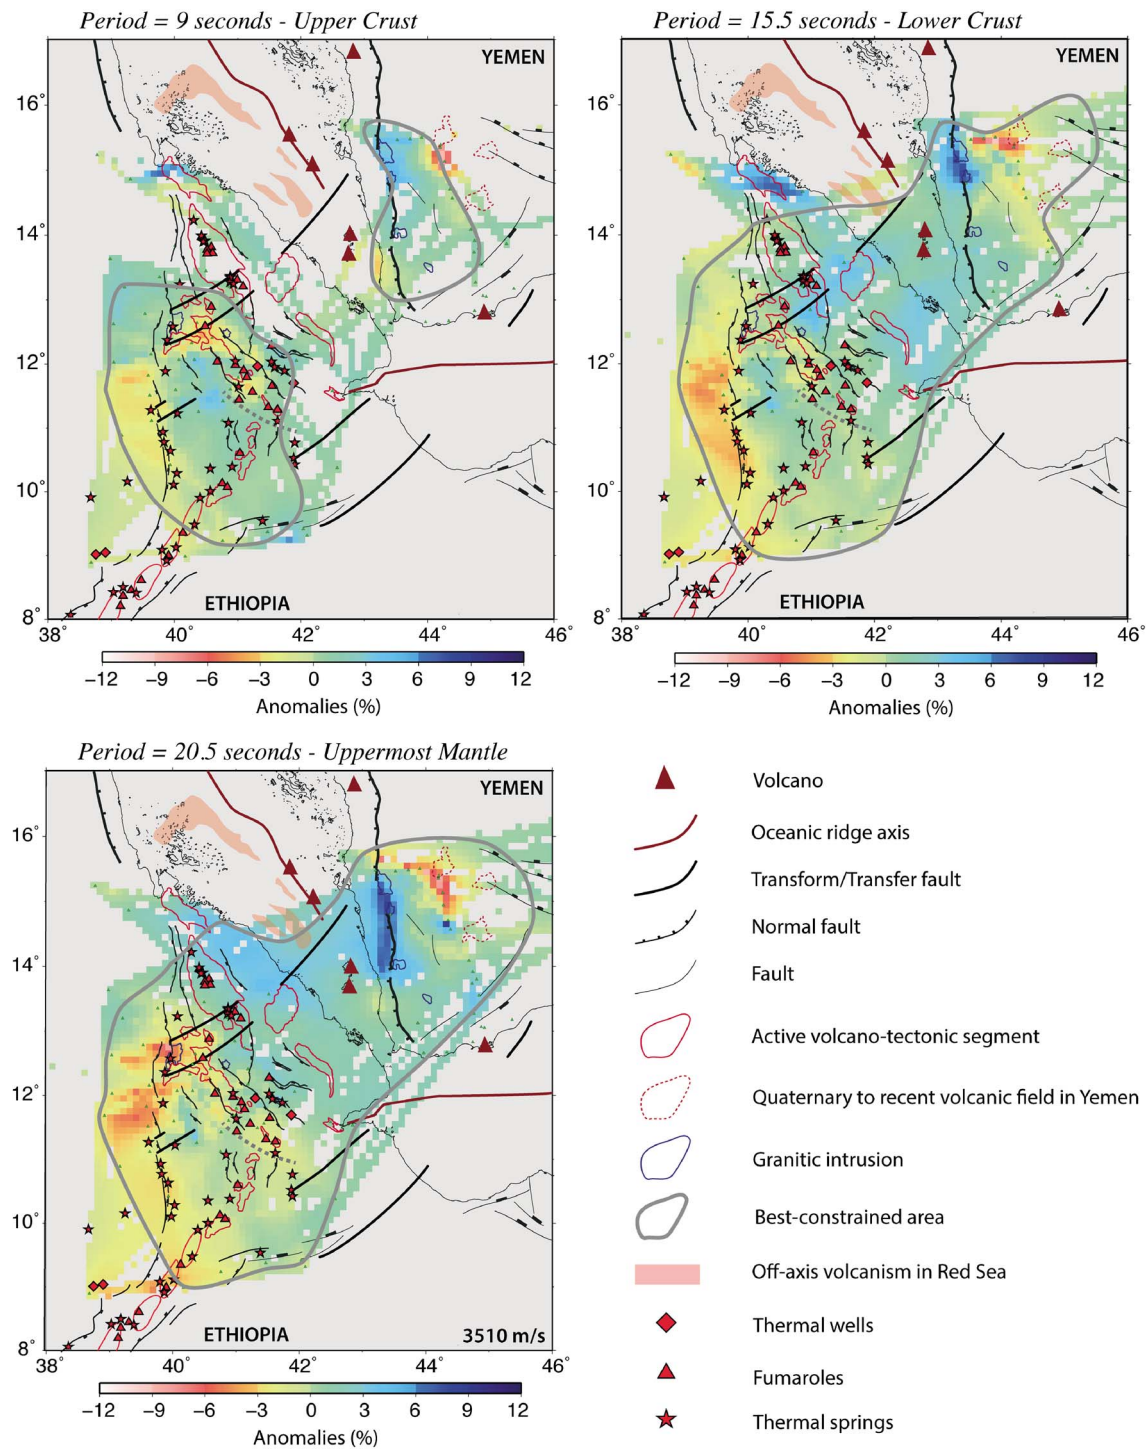 Period = 9 seconds - Upper Crust
YEMEN
16°
14°
12°
10°
8°
ETHIOPIA
38° 40° 42° 44° 46°
−12 −9 −6 −3 0 3 6 9 12
Anomalies (%)
Period = 15.5 seconds - Lower Crust
YEMEN
16°
14°
12°
10°
8°
ETHIOPIA
38° 40° 42° 44° 46°
−12 −9 −6 −3 0 3 6 9 12
Anomalies (%)
Period = 20.5 seconds - Uppermost Mantle
YEMEN
16°
14°
12°
10°
8°
ETHIOPIA 3510 m/s
38° 40° 42° 44° 46°
−12 −9 −6 −3 0 3 6 9 12
Anomalies (%)
Volcano
Oceanic ridge axis
Transform/Transfer fault
Normal fault
Fault
Active volcano-tectonic segment
Quaternary to recent volcanic field in Yemen
Granitic intrusion
Best-constrained area
Off-axis volcanism in Red Sea
Thermal wells
Fumaroles
Thermal springs